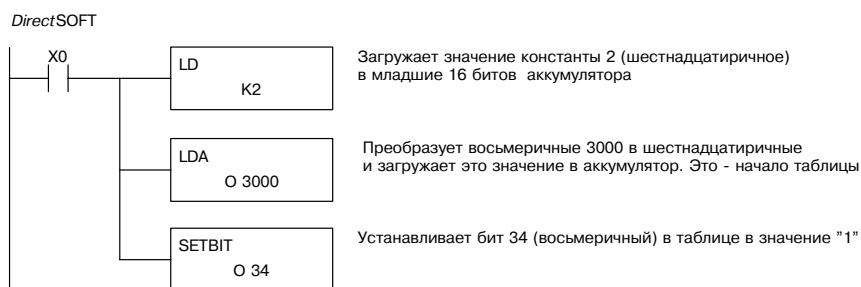 DirectSOFT
X0
LD
K2
Загружает значение константы 2 (шестнадцатиричное)
в младшие 16 битов аккумулятора
LDA
O 3000
Преобразует восьмеричные 3000 в шестнадцатиричные
и загружает это значение в аккумулятор. Это - начало таблицы
SETBIT
O 34
Устанавливает бит 34 (восьмеричный) в таблице в значение ”1”